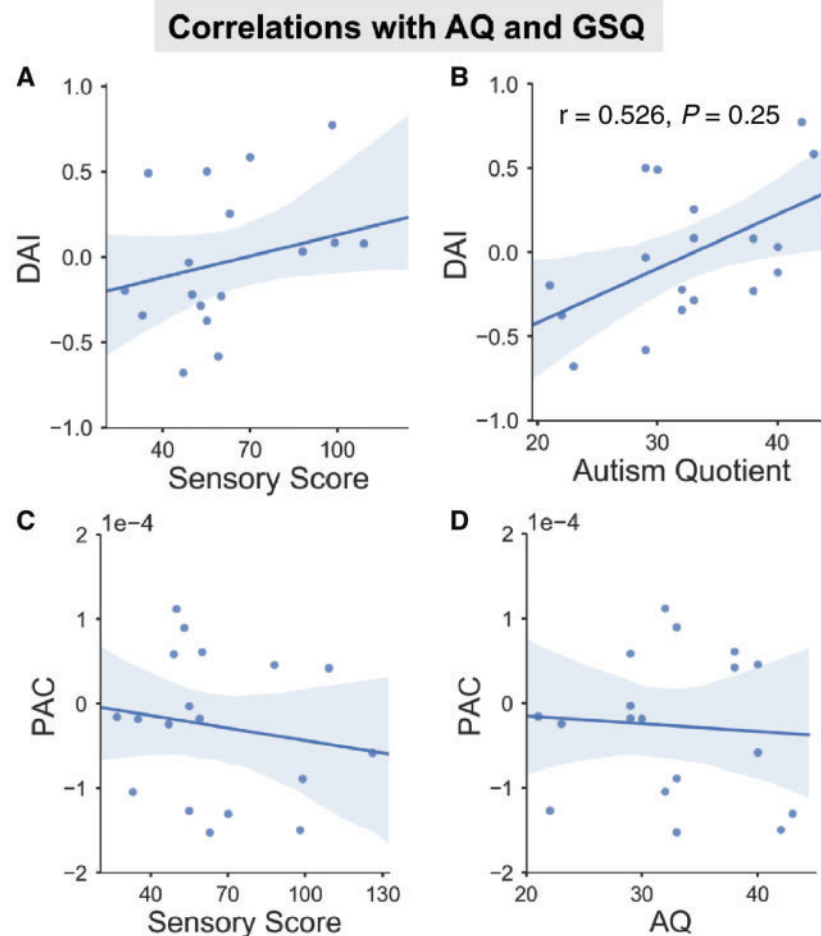 Correlations with AQ and GSQ
A
1.0
0.5
0.0
−0.5
−1.0
DAI
40
70
100
Sensory Score
B
r = 0.526, P = 0.25
1.0
0.5
0.0
−0.5
−1.0
DAI
20
30
40
Autism Quotient
C
1e−4
2
1
0
−1
−2
PAC
40
70
100
130
Sensory Score
D
1e−4
2
1
0
−1
−2
PAC
20
30
40
AQ